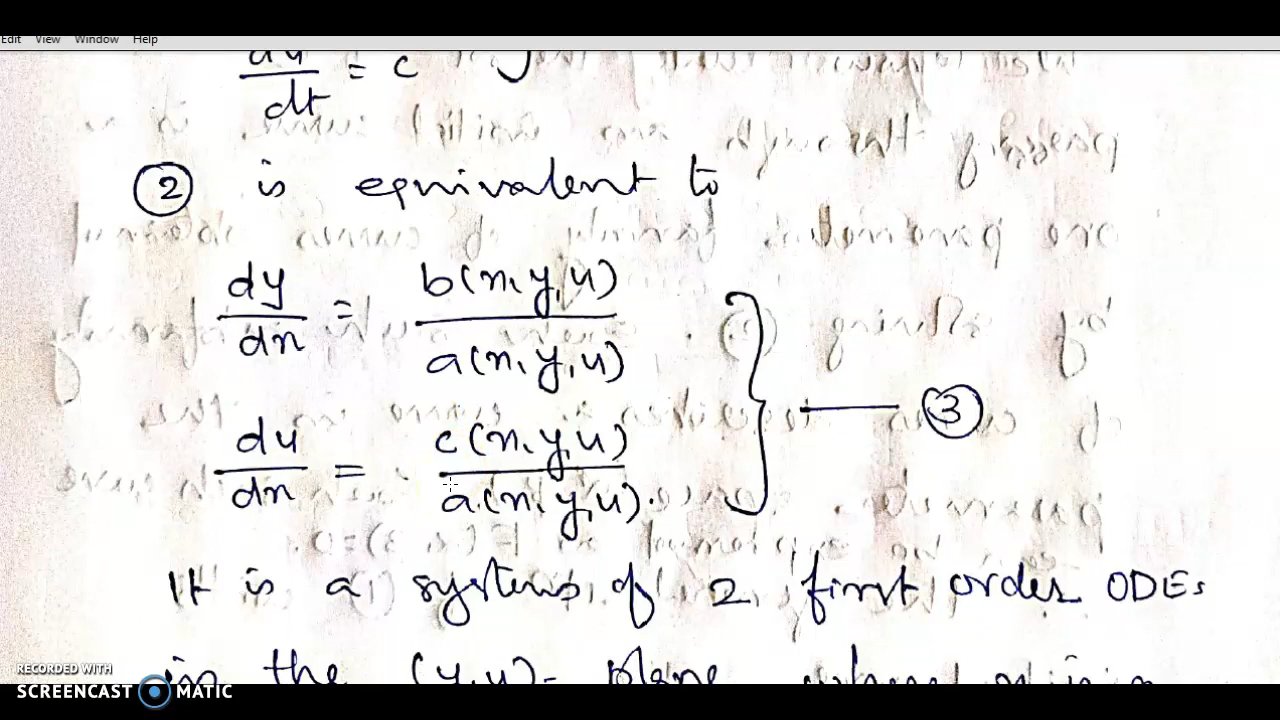 Edit View Window Help
du/dt = c
② is equivalent to
dy/dx = b(x, y, u)/a(x, y, u)
du/dx = c(x, y, u)/a(x, y, u).
} — ③
It is a system of 2 first order ODEs
in the (y, u)- plane
RECORDED WITH
SCREENCAST MATIC